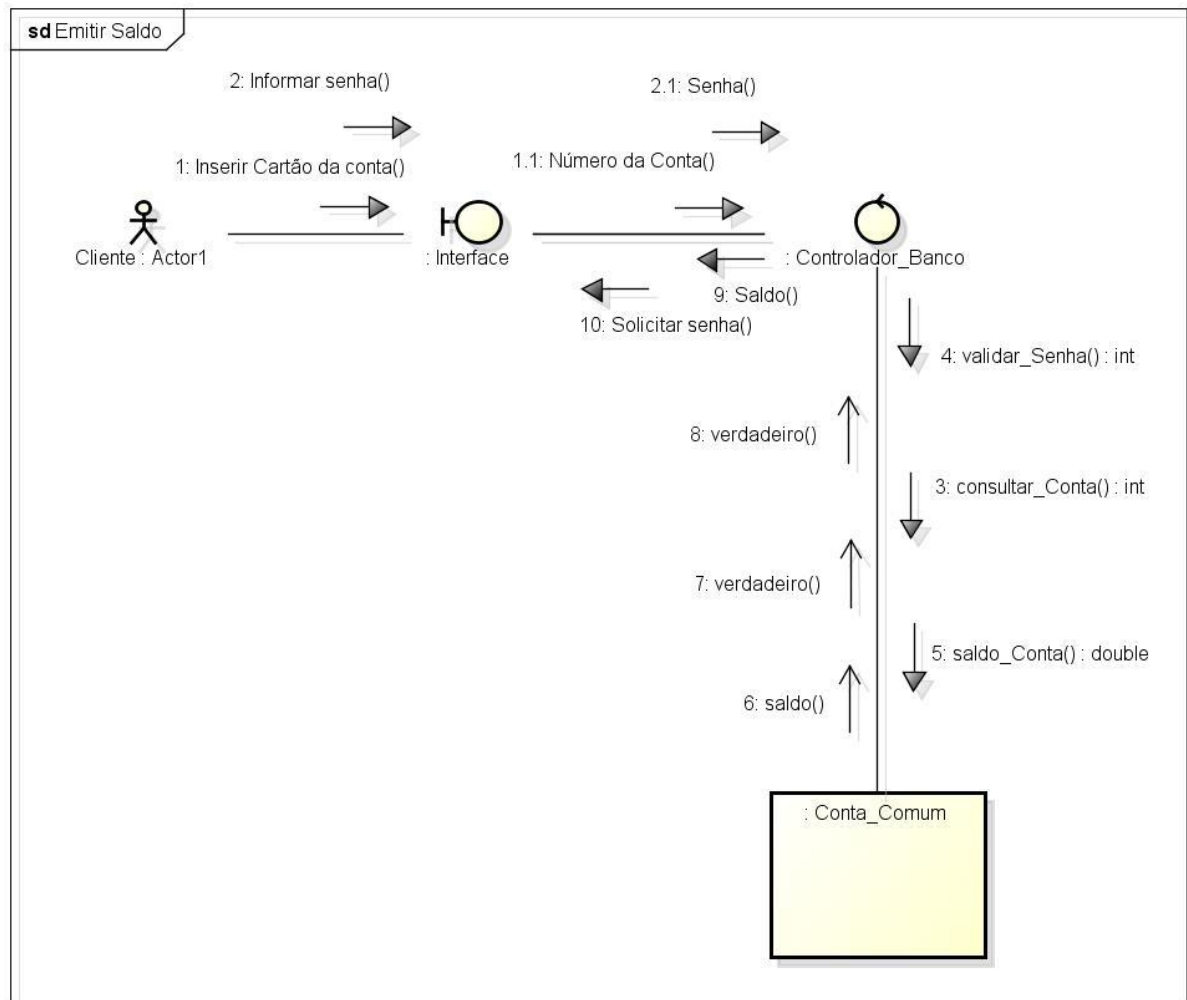 sd Emitir Saldo
2: Informar senha()
2.1: Senha()
1: Inserir Cartão da conta()
1.1: Número da Conta()
Cliente : Actor1
: Interface
: Controlador_Banco
9: Saldo()
10: Solicitar senha()
4: validar_Senha() : int
8: verdadeiro()
3: consultar_Conta() : int
7: verdadeiro()
5: saldo_Conta() : double
6: saldo()
: Conta_Comum